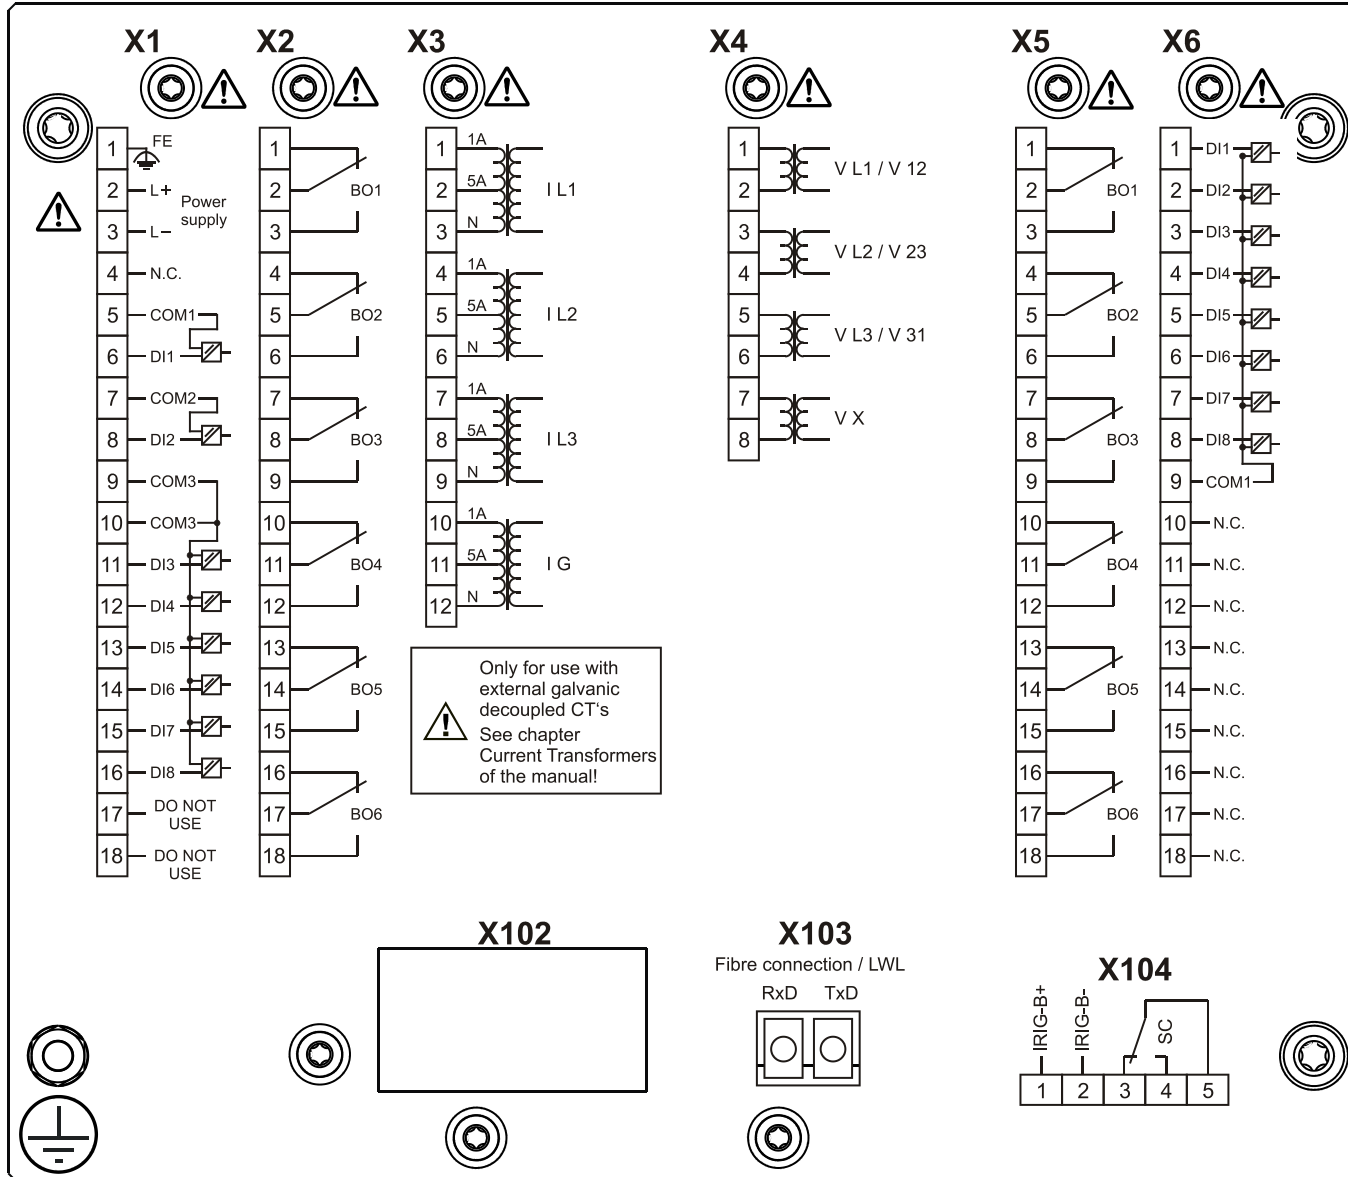 X1
X2
X3
X4
X5
X6
1 FE
2 L+
Power
supply
3 L–
4 N.C.
5 COM1
6 DI1
7 COM2
8 DI2
9 COM3
10 COM3
11 DI3
12 DI4
13 DI5
14 DI6
15 DI7
16 DI8
17 DO NOT
USE
18 DO NOT
USE
1
2 BO1
3
4
5 BO2
6
7
8 BO3
9
10
11 BO4
12
13
14 BO5
15
16
17 BO6
18
1 1A
2 5A I L1
3 N
4 1A
5 5A I L2
6 N
7 1A
8 5A I L3
9 N
10 1A
11 5A I G
12 N
Only for use with
external galvanic
decoupled CT‘s
See chapter
Current Transformers
of the manual!
1
V L1 / V 12
2
3
V L2 / V 23
4
5
V L3 / V 31
6
7
V X
8
1
2 BO1
3
4
5 BO2
6
7
8 BO3
9
10
11 BO4
12
13
14 BO5
15
16
17 BO6
18
1 DI1
2 DI2
3 DI3
4 DI4
5 DI5
6 DI6
7 DI7
8 DI8
9 COM1
10 N.C.
11 N.C.
12 N.C.
13 N.C.
14 N.C.
15 N.C.
16 N.C.
17 N.C.
18 N.C.
X102
X103
Fibre connection / LWL
RxD TxD
X104
IRIG-B+
IRIG-B-
SC
1 2 3 4 5